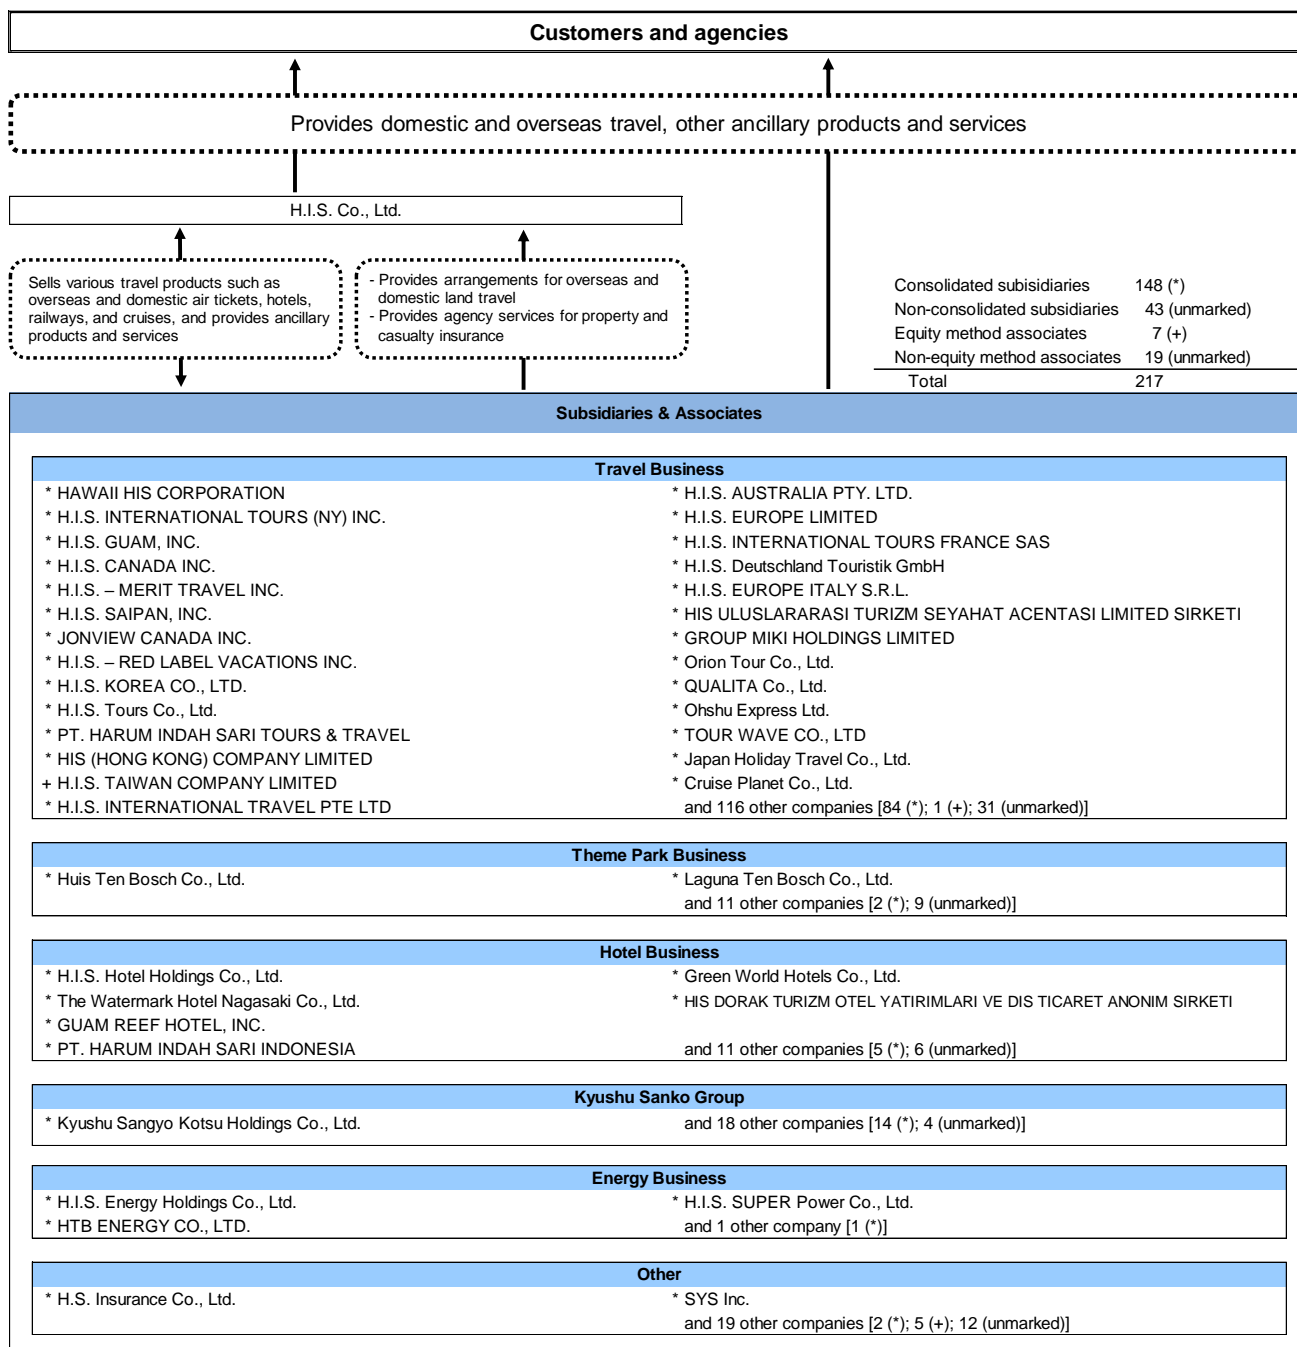 Customers and agencies
Provides domestic and overseas travel, other ancillary products and services
H.I.S. Co., Ltd.
Sells various travel products such as
overseas and domestic air tickets, hotels,
railways, and cruises, and provides ancillary
products and services
- Provides arrangements for overseas and
domestic land travel
- Provides agency services for property and
casualty insurance
Consolidated subisidiaries 148 (*)
Non-consolidated subsidiaries 43 (unmarked)
Equity method associates 7 (+)
Non-equity method associates 19 (unmarked)
Total 217
Subsidiaries & Associates
Travel Business
* HAWAII HIS CORPORATION
* H.I.S. INTERNATIONAL TOURS (NY) INC.
* H.I.S. GUAM, INC.
* H.I.S. CANADA INC.
* H.I.S. – MERIT TRAVEL INC.
* H.I.S. SAIPAN, INC.
* JONVIEW CANADA INC.
* H.I.S. – RED LABEL VACATIONS INC.
* H.I.S. KOREA CO., LTD.
* H.I.S. Tours Co., Ltd.
* PT. HARUM INDAH SARI TOURS & TRAVEL
* HIS (HONG KONG) COMPANY LIMITED
+ H.I.S. TAIWAN COMPANY LIMITED
* H.I.S. INTERNATIONAL TRAVEL PTE LTD
* H.I.S. AUSTRALIA PTY. LTD.
* H.I.S. EUROPE LIMITED
* H.I.S. INTERNATIONAL TOURS FRANCE SAS
* H.I.S. Deutschland Touristik GmbH
* H.I.S. EUROPE ITALY S.R.L.
* HIS ULUSLARARASI TURIZM SEYAHAT ACENTASI LIMITED SIRKETI
* GROUP MIKI HOLDINGS LIMITED
* Orion Tour Co., Ltd.
* QUALITA Co., Ltd.
* Ohshu Express Ltd.
* TOUR WAVE CO., LTD
* Japan Holiday Travel Co., Ltd.
* Cruise Planet Co., Ltd.
and 116 other companies [84 (*); 1 (+); 31 (unmarked)]
Theme Park Business
* Huis Ten Bosch Co., Ltd.
* Laguna Ten Bosch Co., Ltd.
and 11 other companies [2 (*); 9 (unmarked)]
Hotel Business
* H.I.S. Hotel Holdings Co., Ltd.
* The Watermark Hotel Nagasaki Co., Ltd.
* GUAM REEF HOTEL, INC.
* PT. HARUM INDAH SARI INDONESIA
* Green World Hotels Co., Ltd.
* HIS DORAK TURIZM OTEL YATIRIMLARI VE DIS TICARET ANONIM SIRKETI
and 11 other companies [5 (*); 6 (unmarked)]
Kyushu Sanko Group
* Kyushu Sangyo Kotsu Holdings Co., Ltd.
and 18 other companies [14 (*); 4 (unmarked)]
Energy Business
* H.I.S. Energy Holdings Co., Ltd.
* HTB ENERGY CO., LTD.
* H.I.S. SUPER Power Co., Ltd.
and 1 other company [1 (*)]
Other
* H.S. Insurance Co., Ltd.
* SYS Inc.
and 19 other companies [2 (*); 5 (+); 12 (unmarked)]